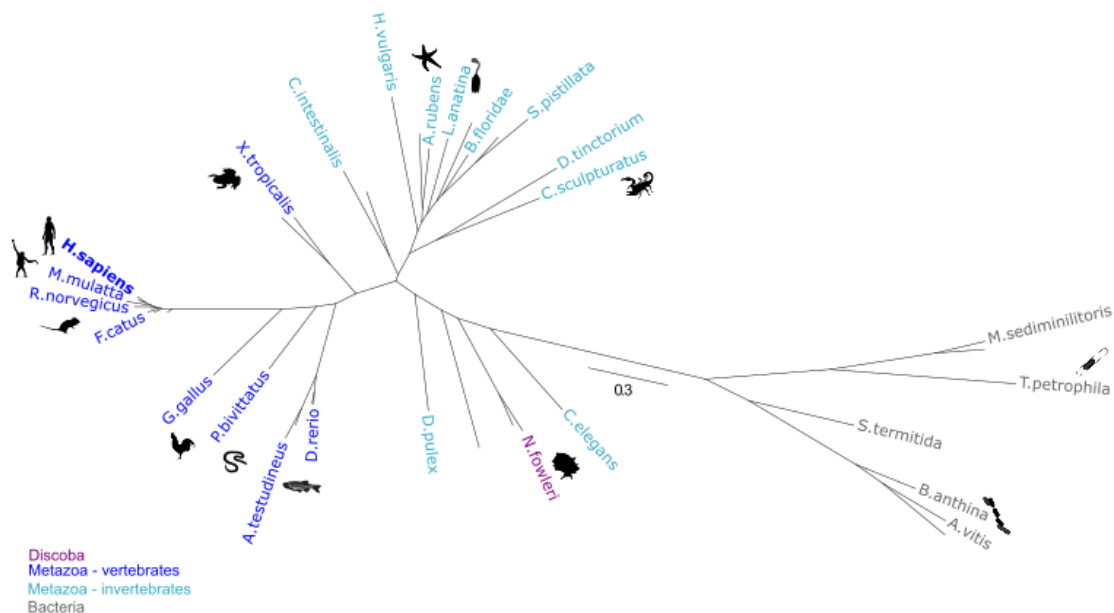 H.vulgaris
A.rubens
L.anatina
B.floridae
S.pistillata
C.intestinalis
D.tinctorium
C.sculpturatus
X.tropicalis
H.sapiens
M.mulatta
R.norvegicus
F.catus
G.gallus
P.bivittatus
A.testudineus
D.rerio
D.pulex
N.fowleri
C.elegans
0.3
M.sediminilitoris
T.petrophila
S.termitida
B.anthina
A.vitis
Discoba
Metazoa - vertebrates
Metazoa - invertebrates
Bacteria